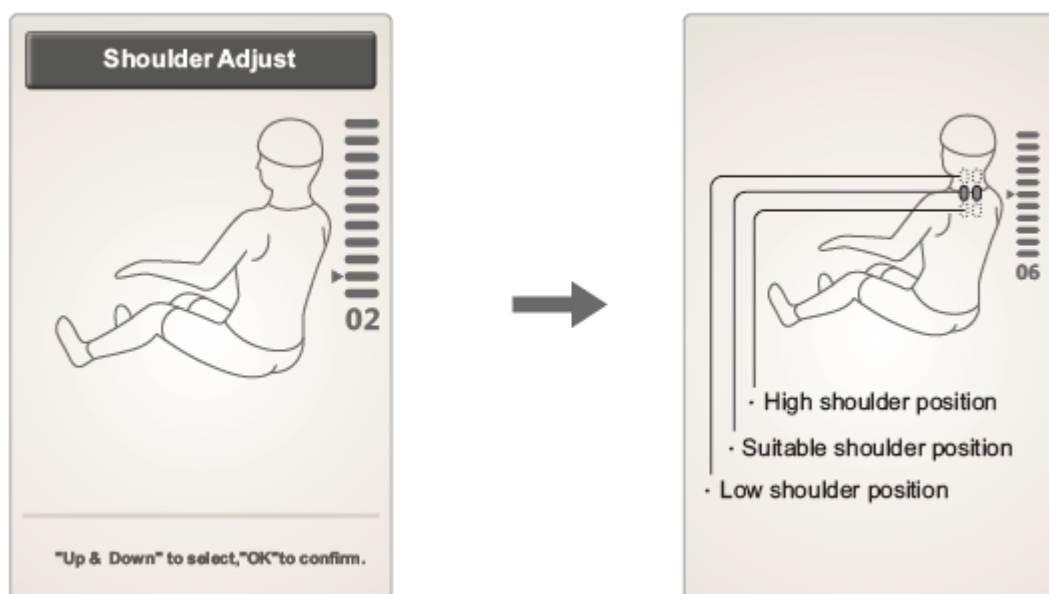 Shoulder Adjust
02
"Up & Down" to select,"OK"to confirm.
06
· High shoulder position
· Suitable shoulder position
· Low shoulder position